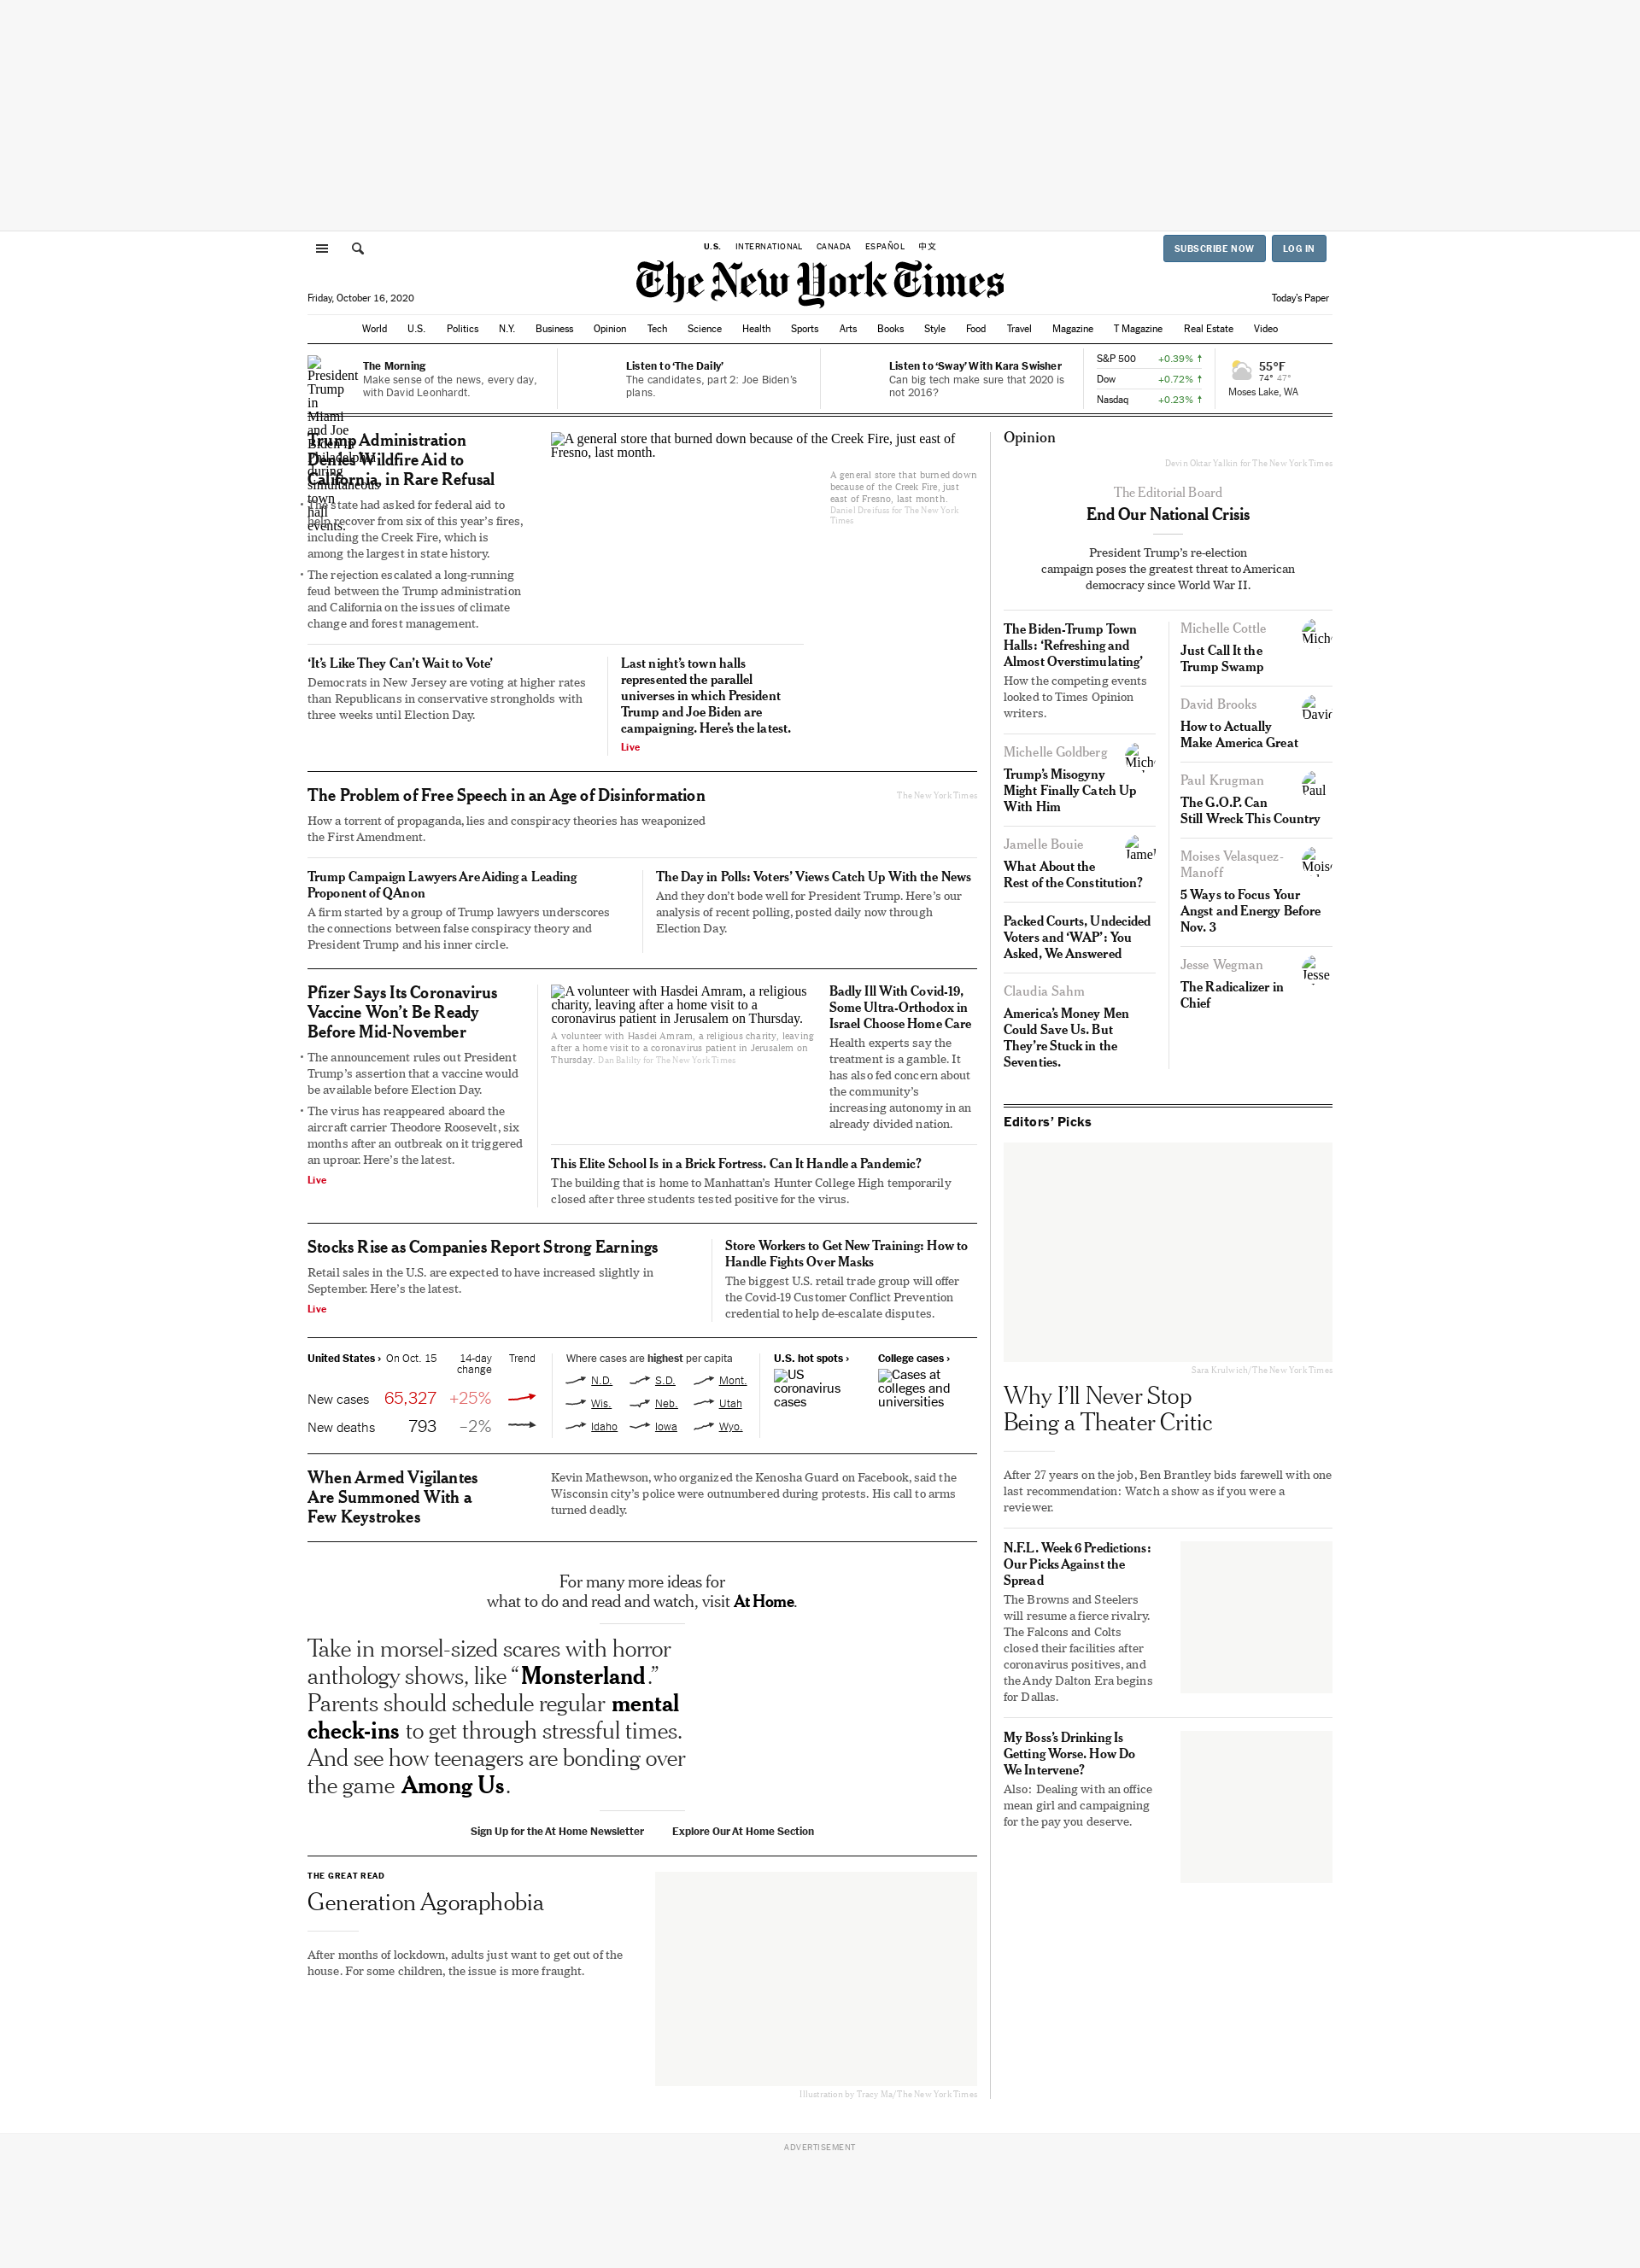 U.S. INTERNATIONAL CANADA ESPAÑOL 中文
SUBSCRIBE NOW LOG IN
The New York Times
Friday, October 16, 2020
Today's Paper
World U.S. Politics N.Y. Business Opinion Tech Science Health Sports Arts Books Style Food Travel Magazine T Magazine Real Estate Video
President
Trump
in
Miami
and Joe
Biden in
Philadelphia
during
simultaneous
town
hall
events.
The Morning
Make sense of the news, every day,
with David Leonhardt.
Listen to ‘The Daily’
The candidates, part 2: Joe Biden’s
plans.
Listen to ‘Sway’ With Kara Swisher
Can big tech make sure that 2020 is
not 2016?
S&P 500 +0.39% ↑
Dow +0.72% ↑
Nasdaq +0.23% ↑
55°F
74° 47°
Moses Lake, WA
Trump Administration
Denies Wildfire Aid to
California, in Rare Refusal
• The state had asked for federal aid to
help recover from six of this year’s fires,
including the Creek Fire, which is
among the largest in state history.
• The rejection escalated a long-running
feud between the Trump administration
and California on the issues of climate
change and forest management.
A general store that burned down because of the Creek Fire, just east of
Fresno, last month.
A general store that burned down
because of the Creek Fire, just
east of Fresno, last month.
Daniel Dreifuss for The New York
Times
‘It’s Like They Can’t Wait to Vote’
Democrats in New Jersey are voting at higher rates
than Republicans in conservative strongholds with
three weeks until Election Day.
Last night’s town halls
represented the parallel
universes in which President
Trump and Joe Biden are
campaigning. Here’s the latest.
Live
The Problem of Free Speech in an Age of Disinformation
How a torrent of propaganda, lies and conspiracy theories has weaponized
the First Amendment.
The New York Times
Trump Campaign Lawyers Are Aiding a Leading
Proponent of QAnon
A firm started by a group of Trump lawyers underscores
the connections between false conspiracy theory and
President Trump and his inner circle.
The Day in Polls: Voters’ Views Catch Up With the News
And they don’t bode well for President Trump. Here’s our
analysis of recent polling, posted daily now through
Election Day.
Pfizer Says Its Coronavirus
Vaccine Won’t Be Ready
Before Mid-November
• The announcement rules out President
Trump’s assertion that a vaccine would
be available before Election Day.
• The virus has reappeared aboard the
aircraft carrier Theodore Roosevelt, six
months after an outbreak on it triggered
an uproar. Here’s the latest.
Live
A volunteer with Hasdei Amram, a religious
charity, leaving after a home visit to a
coronavirus patient in Jerusalem on Thursday.
A volunteer with Hasdei Amram, a religious charity, leaving
after a home visit to a coronavirus patient in Jerusalem on
Thursday. Dan Balilty for The New York Times
Badly Ill With Covid-19,
Some Ultra-Orthodox in
Israel Choose Home Care
Health experts say the
treatment is a gamble. It
has also fed concern about
the community’s
increasing autonomy in an
already divided nation.
This Elite School Is in a Brick Fortress. Can It Handle a Pandemic?
The building that is home to Manhattan’s Hunter College High temporarily
closed after three students tested positive for the virus.
Stocks Rise as Companies Report Strong Earnings
Retail sales in the U.S. are expected to have increased slightly in
September. Here’s the latest.
Live
Store Workers to Get New Training: How to
Handle Fights Over Masks
The biggest U.S. retail trade group will offer
the Covid-19 Customer Conflict Prevention
credential to help de-escalate disputes.
United States › On Oct. 15 14-day
change Trend
New cases 65,327 +25%
New deaths 793 –2%
Where cases are highest per capita
N.D. S.D. Mont.
Wis. Neb. Utah
Idaho Iowa Wyo.
U.S. hot spots ›
US
coronavirus
cases
College cases ›
Cases at
colleges and
universities
When Armed Vigilantes
Are Summoned With a
Few Keystrokes
Kevin Mathewson, who organized the Kenosha Guard on Facebook, said the
Wisconsin city’s police were outnumbered during protests. His call to arms
turned deadly.
For many more ideas for
what to do and read and watch, visit At Home.
Take in morsel-sized scares with horror
anthology shows, like “Monsterland.”
Parents should schedule regular mental
check-ins to get through stressful times.
And see how teenagers are bonding over
the game Among Us.
Sign Up for the At Home Newsletter Explore Our At Home Section
THE GREAT READ
Generation Agoraphobia
After months of lockdown, adults just want to get out of the
house. For some children, the issue is more fraught.
Illustration by Tracy Ma/The New York Times
Opinion
Devin Oktar Yalkin for The New York Times
The Editorial Board
End Our National Crisis
President Trump’s re-election
campaign poses the greatest threat to American
democracy since World War II.
The Biden-Trump Town
Halls: ‘Refreshing and
Almost Overstimulating’
How the competing events
looked to Times Opinion
writers.
Michelle Goldberg
Trump’s Misogyny
Might Finally Catch Up
With Him
Jamelle Bouie
What About the
Rest of the Constitution?
Packed Courts, Undecided
Voters and ‘WAP’: You
Asked, We Answered
Claudia Sahm
America’s Money Men
Could Save Us. But
They’re Stuck in the
Seventies.
Michelle Cottle
Just Call It the
Trump Swamp
David Brooks
How to Actually
Make America Great
Paul Krugman
Paul
The G.O.P. Can
Still Wreck This Country
Moises Velasquez-
Manoff
5 Ways to Focus Your
Angst and Energy Before
Nov. 3
Jesse Wegman
Jesse
The Radicalizer in
Chief
Editors’ Picks
Sara Krulwich/The New York Times
Why I’ll Never Stop
Being a Theater Critic
After 27 years on the job, Ben Brantley bids farewell with one
last recommendation: Watch a show as if you were a
reviewer.
N.F.L. Week 6 Predictions:
Our Picks Against the
Spread
The Browns and Steelers
will resume a fierce rivalry.
The Falcons and Colts
closed their facilities after
coronavirus positives, and
the Andy Dalton Era begins
for Dallas.
My Boss’s Drinking Is
Getting Worse. How Do
We Intervene?
Also: Dealing with an office
mean girl and campaigning
for the pay you deserve.
ADVERTISEMENT